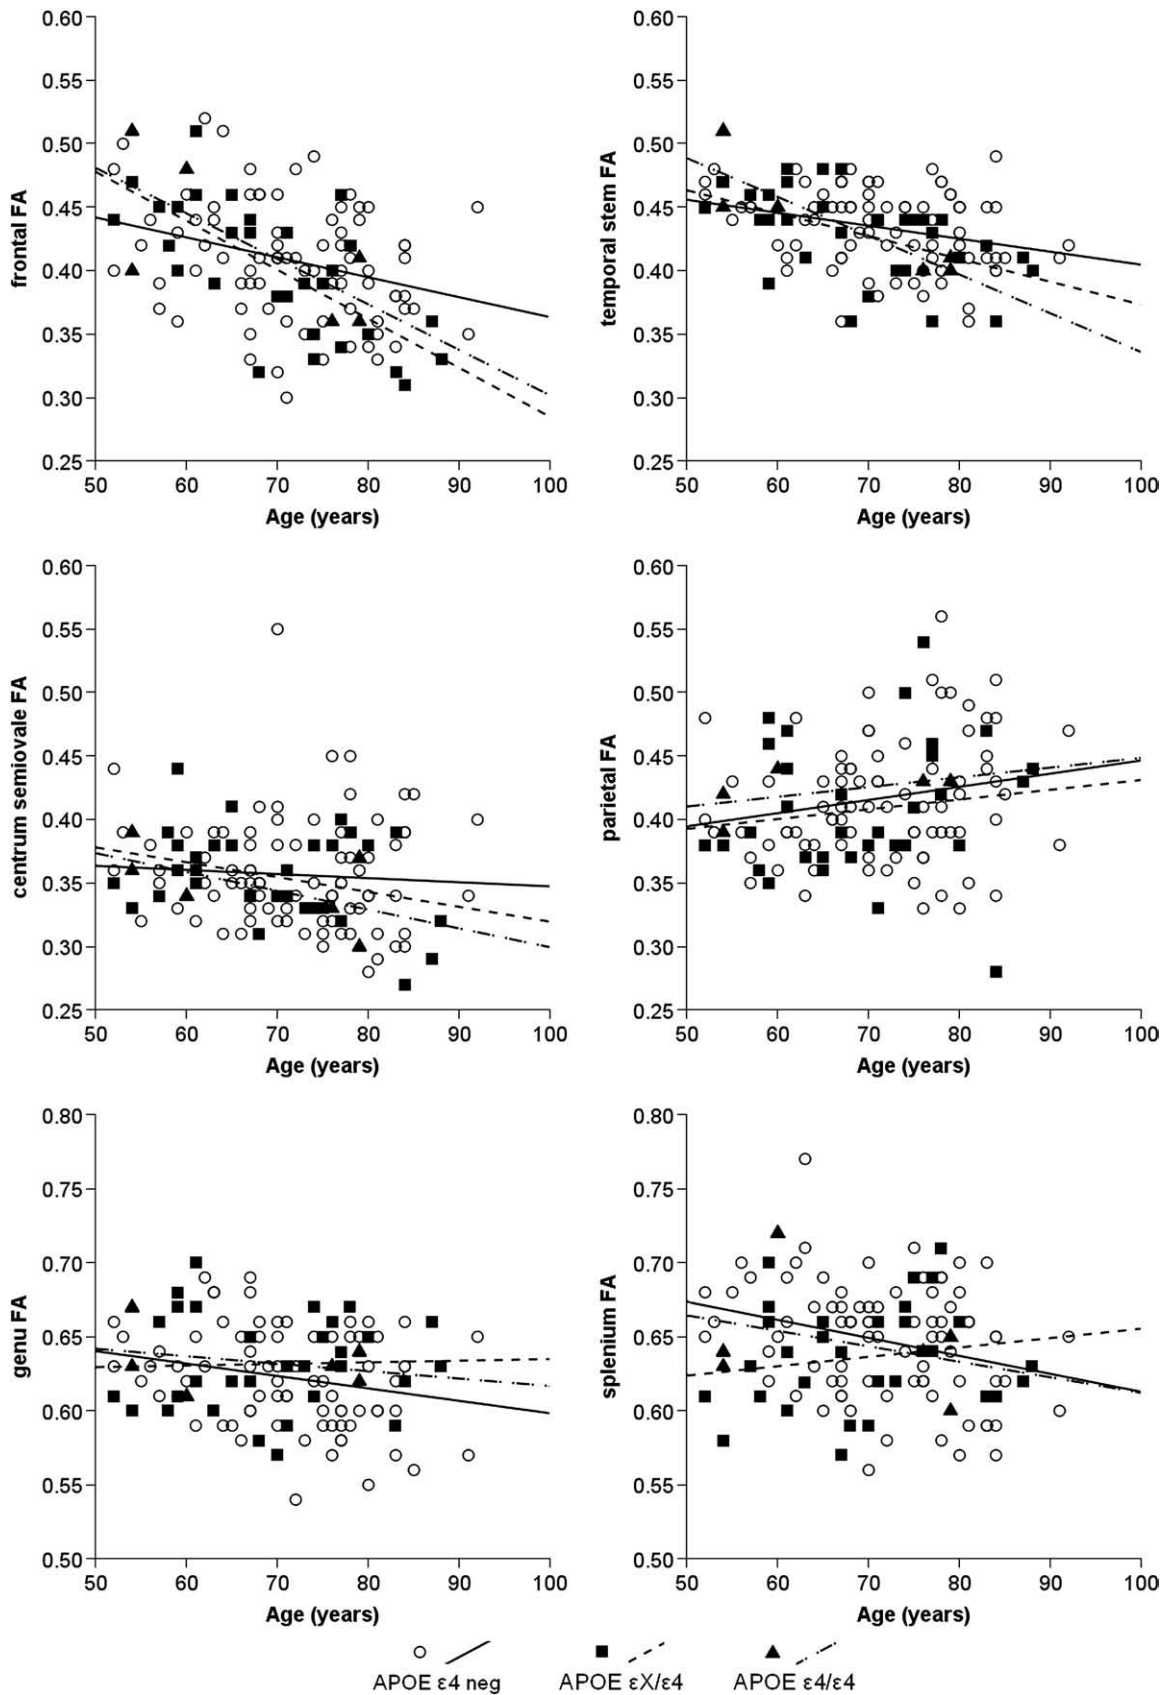 0.60
0.55
0.50
0.45
0.40
0.35
0.30
0.25
frontal FA
50 60 70 80 90 100
Age (years)
0.60
0.55
0.50
0.45
0.40
0.35
0.30
0.25
temporal stem FA
50 60 70 80 90 100
Age (years)
0.60
0.55
0.50
0.45
0.40
0.35
0.30
0.25
centrum semiovale FA
50 60 70 80 90 100
Age (years)
0.60
0.55
0.50
0.45
0.40
0.35
0.30
0.25
parietal FA
50 60 70 80 90 100
Age (years)
0.80
0.75
0.70
0.65
0.60
0.55
0.50
genu FA
50 60 70 80 90 100
Age (years)
0.80
0.75
0.70
0.65
0.60
0.55
0.50
splenium FA
50 60 70 80 90 100
Age (years)
APOE ε4 neg
APOE εX/ε4
APOE ε4/ε4